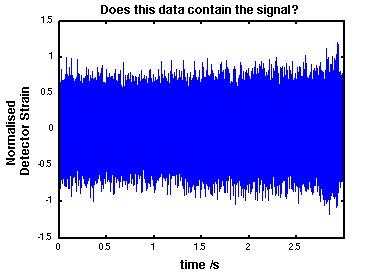 Does this data contain the signal?
1.5
1
0.5
0
-0.5
-1
-1.5
Normalised
Detector Strain
0 0.5 1 1.5 2 2.5
time /s